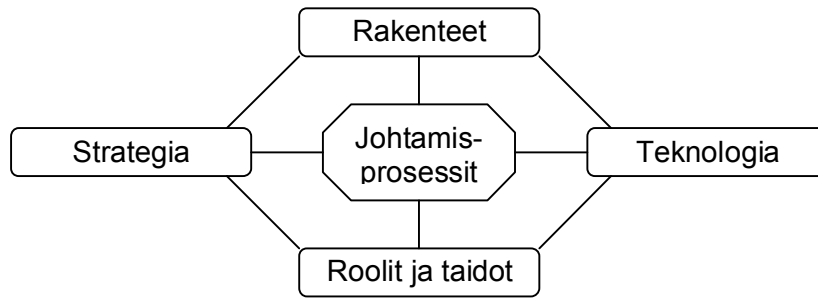 Rakenteet
Strategia
Johtamis-
prosessit
Teknologia
Roolit ja taidot